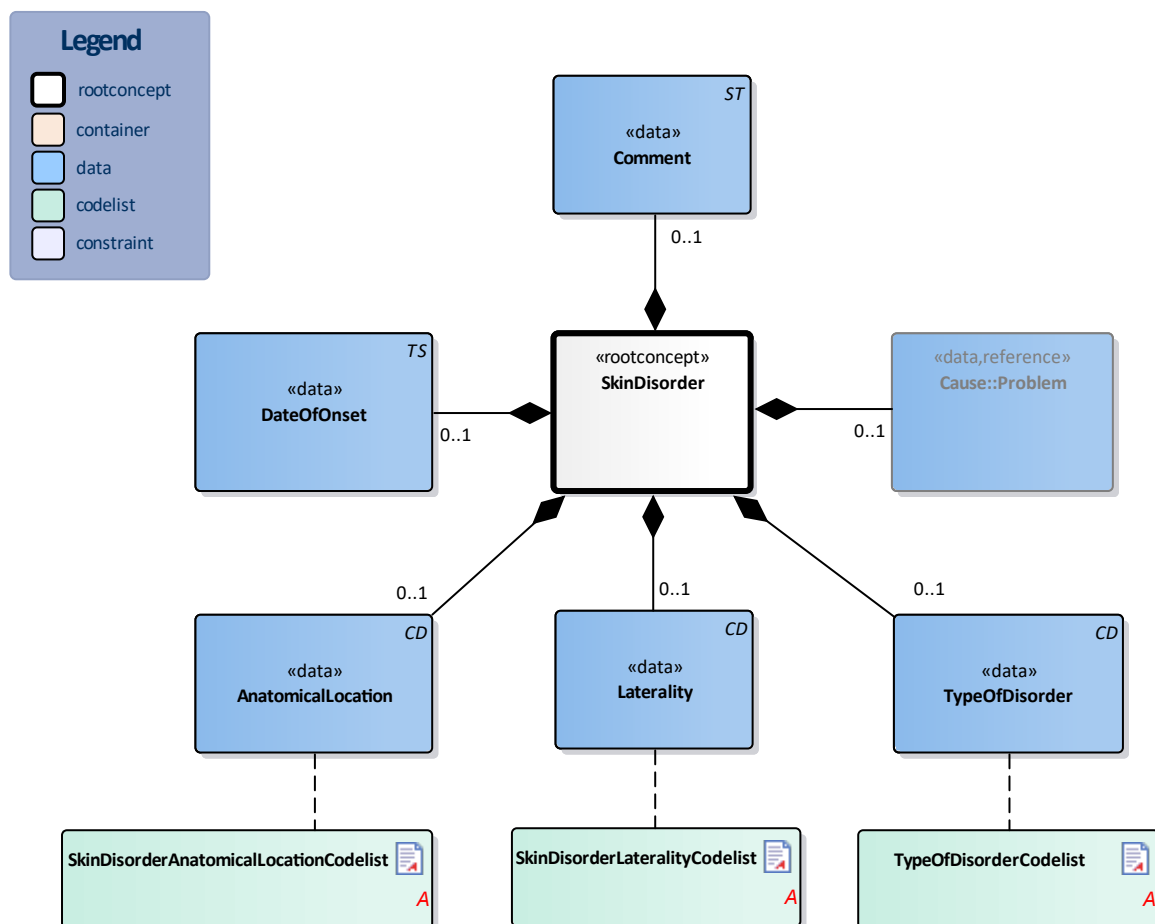 Legend
rootconcept
container
data
codelist
constraint
ST
«data»
Comment
0..1
TS
«data»
DateOfOnset
0..1
«rootconcept»
SkinDisorder
«data,reference»
Cause::Problem
0..1
0..1
0..1
0..1
CD
«data»
AnatomicalLocation
CD
«data»
Laterality
CD
«data»
TypeOfDisorder
SkinDisorderAnatomicalLocationCodelist
A
SkinDisorderLateralityCodelist
A
TypeOfDisorderCodelist
A